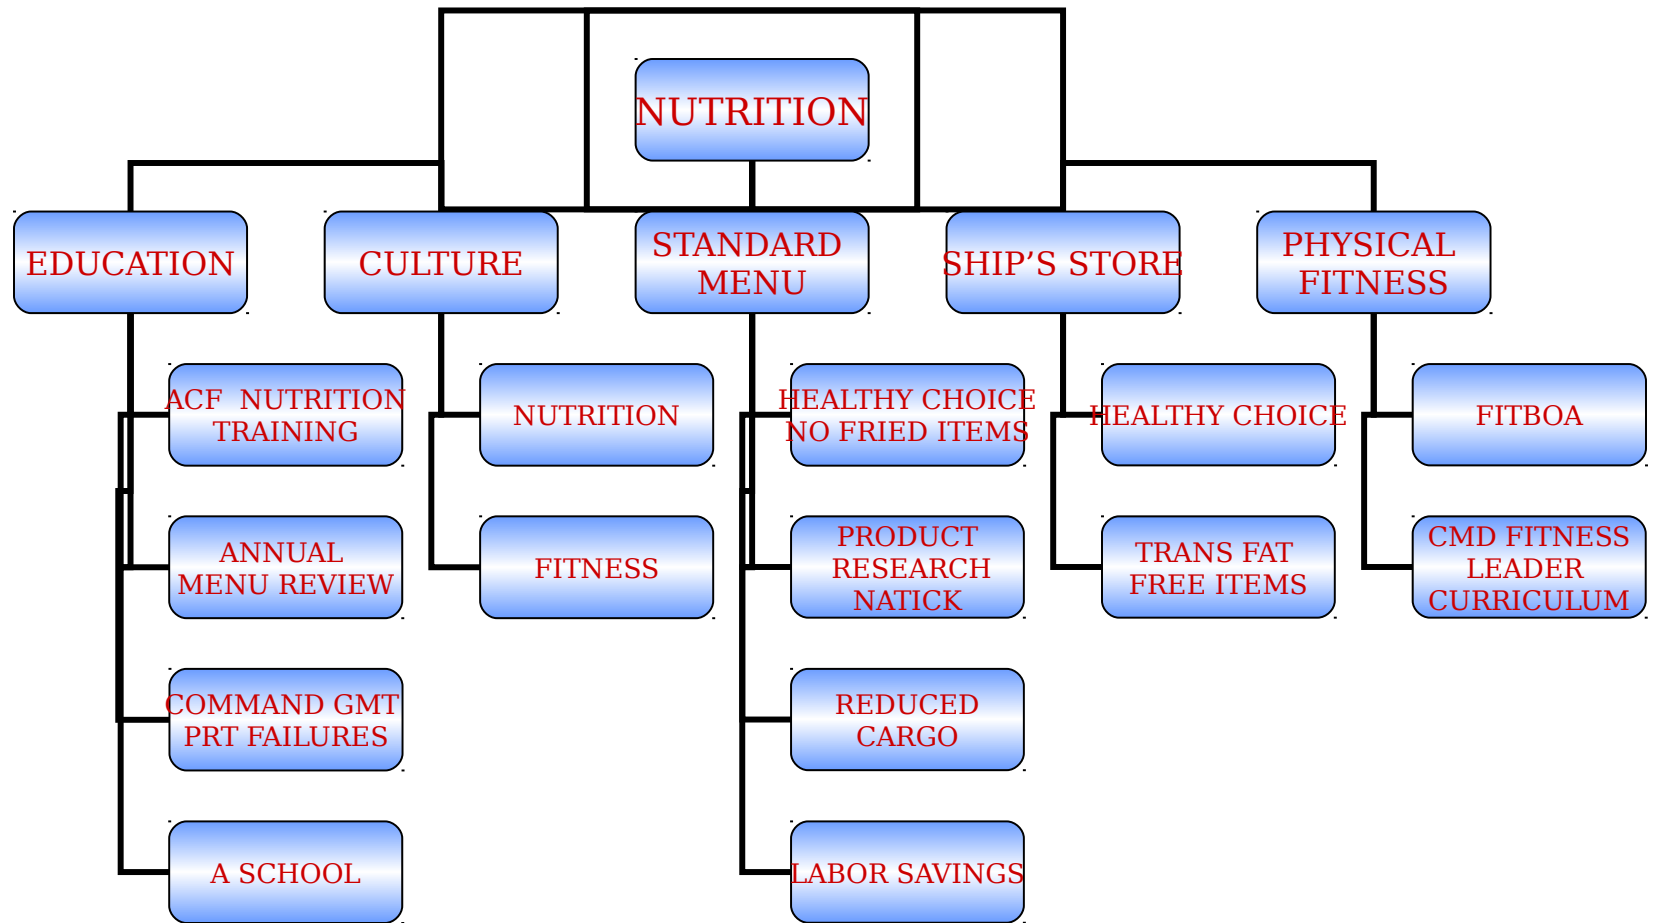 NUTRITION
EDUCATION
CULTURE
STANDARD
MENU
SHIP’S STORE
PHYSICAL
FITNESS
ACF  NUTRITION
TRAINING
ANNUAL
MENU REVIEW
COMMAND GMT
PRT FAILURES
A SCHOOL
NUTRITION
FITNESS
HEALTHY CHOICE
NO FRIED ITEMS
PRODUCT
RESEARCH
NATICK
REDUCED
CARGO
LABOR SAVINGS
HEALTHY CHOICE
TRANS FAT
FREE ITEMS
FITBOA
CMD FITNESS
LEADER
CURRICULUM